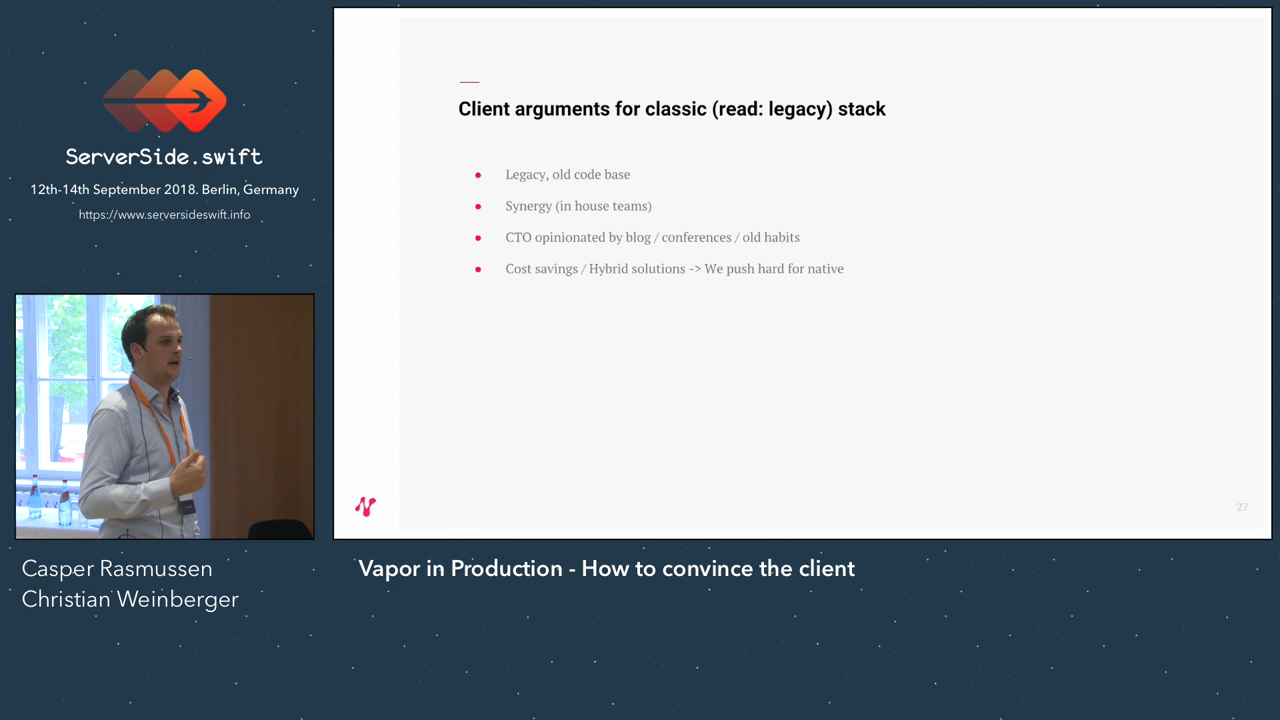 ServerSide.swift
12th-14th September 2018. Berlin, Germany
https://www.serversideswift.info
Client arguments for classic (read: legacy) stack
Legacy, old code base
Synergy (in house teams)
CTO opinionated by blog / conferences / old habits
Cost savings / Hybrid solutions -> We push hard for native
27
Casper Rasmussen
Christian Weinberger
Vapor in Production - How to convince the client